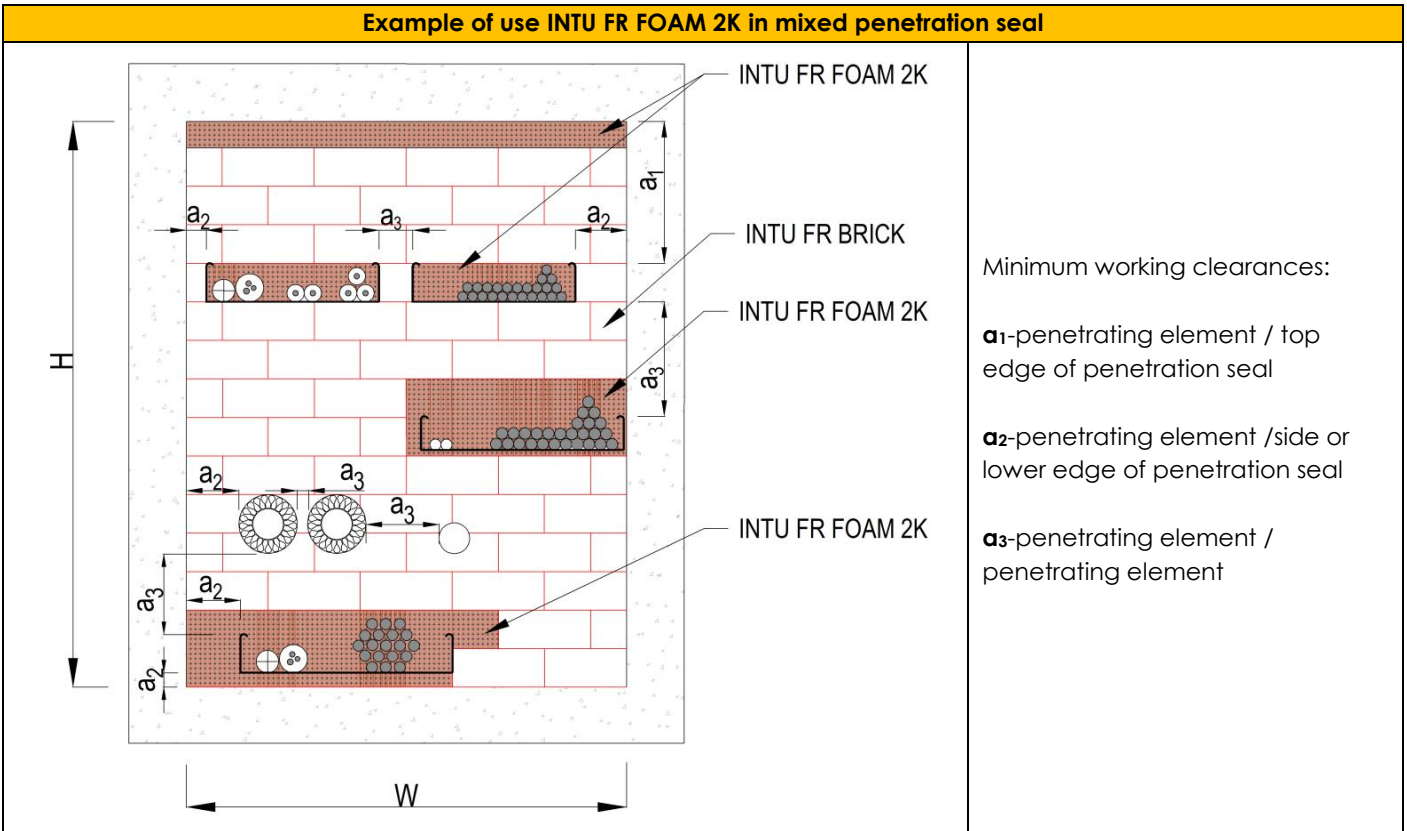 Example of use INTU FR FOAM 2K in mixed penetration seal
INTU FR FOAM 2K
a₁
a₂
a₃
a₂
INTU FR BRICK
INTU FR FOAM 2K
H
a₃
a₂
a₃
a₃
INTU FR FOAM 2K
a₃
a₂
a₂
W
Minimum working clearances:
a₁-penetrating element / top
edge of penetration seal
a₂-penetrating element /side or
lower edge of penetration seal
a₃-penetrating element /
penetrating element